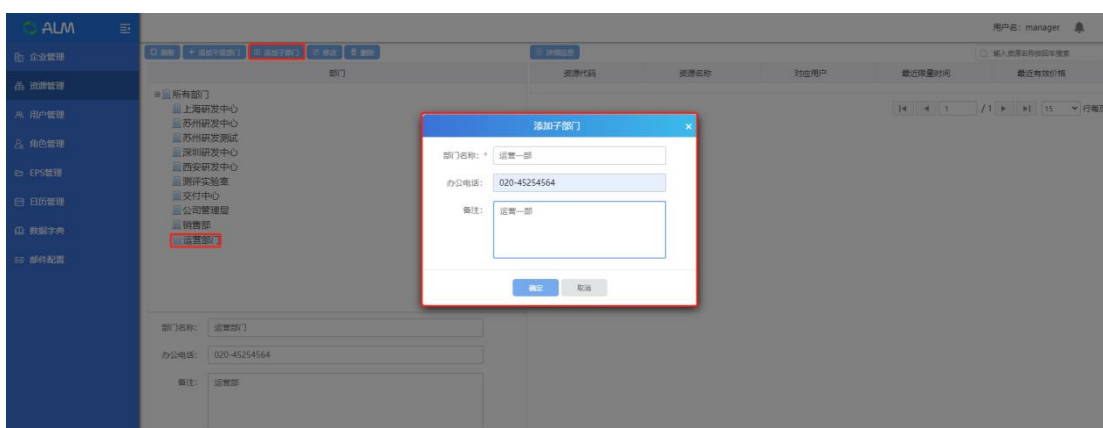 ALM
用户名: manager
企业管理
资源管理
用户管理
角色管理
EPS管理
日历管理
数据字典
邮件配置
刷新 添加平级部门 添加子部门 修改 删除
部门
所有部门
上海研发中心
苏州研发中心
苏州研发测试
深圳研发中心
西安研发中心
测评实验室
交付中心
公司管理层
销售部
运营部门
部门名称: 运营部门
办公电话: 020-45254564
备注: 运营部
添加子部门 ×
部门名称: * 运营一部
办公电话: 020-45254564
备注: 运营一部
确定 取消
详细信息
输入资源名称按回车搜索
资源代码 资源名称 对应用户 最近限量时间 最近有效价格
1 / 1 15 行每页